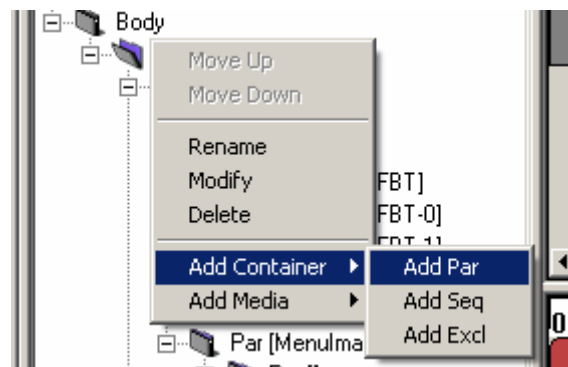 Body
Move Up
Move Down
Rename
Modify
FBT]
Delete
FBT-0]
Add Container
Add Par
Add Media
Add Seq
Add Excl
Par [MenuIma
0